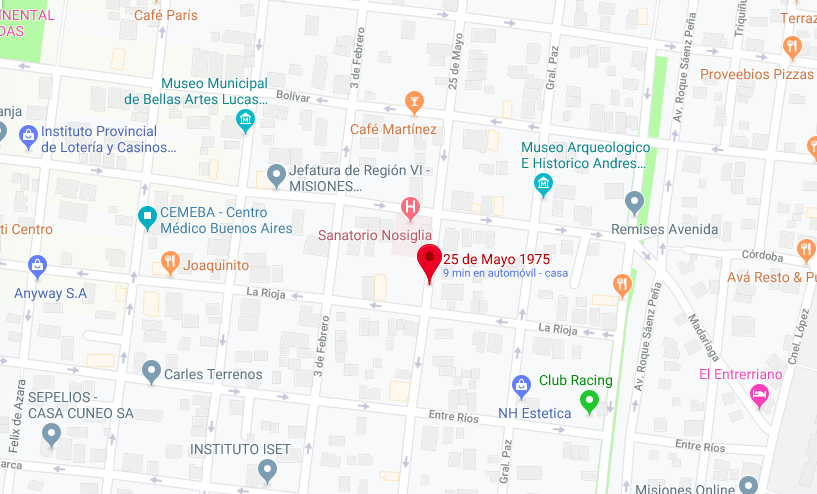 INENTAL
DAS
Café París
3 de Febrero
25 de Mayo
Gral. Paz
Av. Roque Sáenz Peña
Triquiñ
Terraz
Proveebios Pizzas
Museo Municipal
de Bellas Artes Lucas...
Bolívar
Café Martínez
anja
Instituto Provincial
de Lotería y Casinos...
Jefatura de Región VI -
MISIONES...
Museo Arqueologico
E Historico Andres...
CEMEBA - Centro
Médico Buenos Aires
H
Sanatorio Nosiglia
Remises Avenida
ti Centro
Joaquinito
25 de Mayo 1975
9 min en automóvil - casa
Córdoba
Avá Resto & Pu
Anyway S.A
La Rioja
La Rioja
3 de Febrero
Av. Roque Sáenz Peña
Madariaga
Cnel. López
Carles Terrenos
Club Racing
El Entrerriano
Felix de Azara
SEPELIOS -
CASA CUNEO SA
NH Estetica
Entre Ríos
Entre Ríos
INSTITUTO ISET
Gral. Paz
arca
Misiones Online